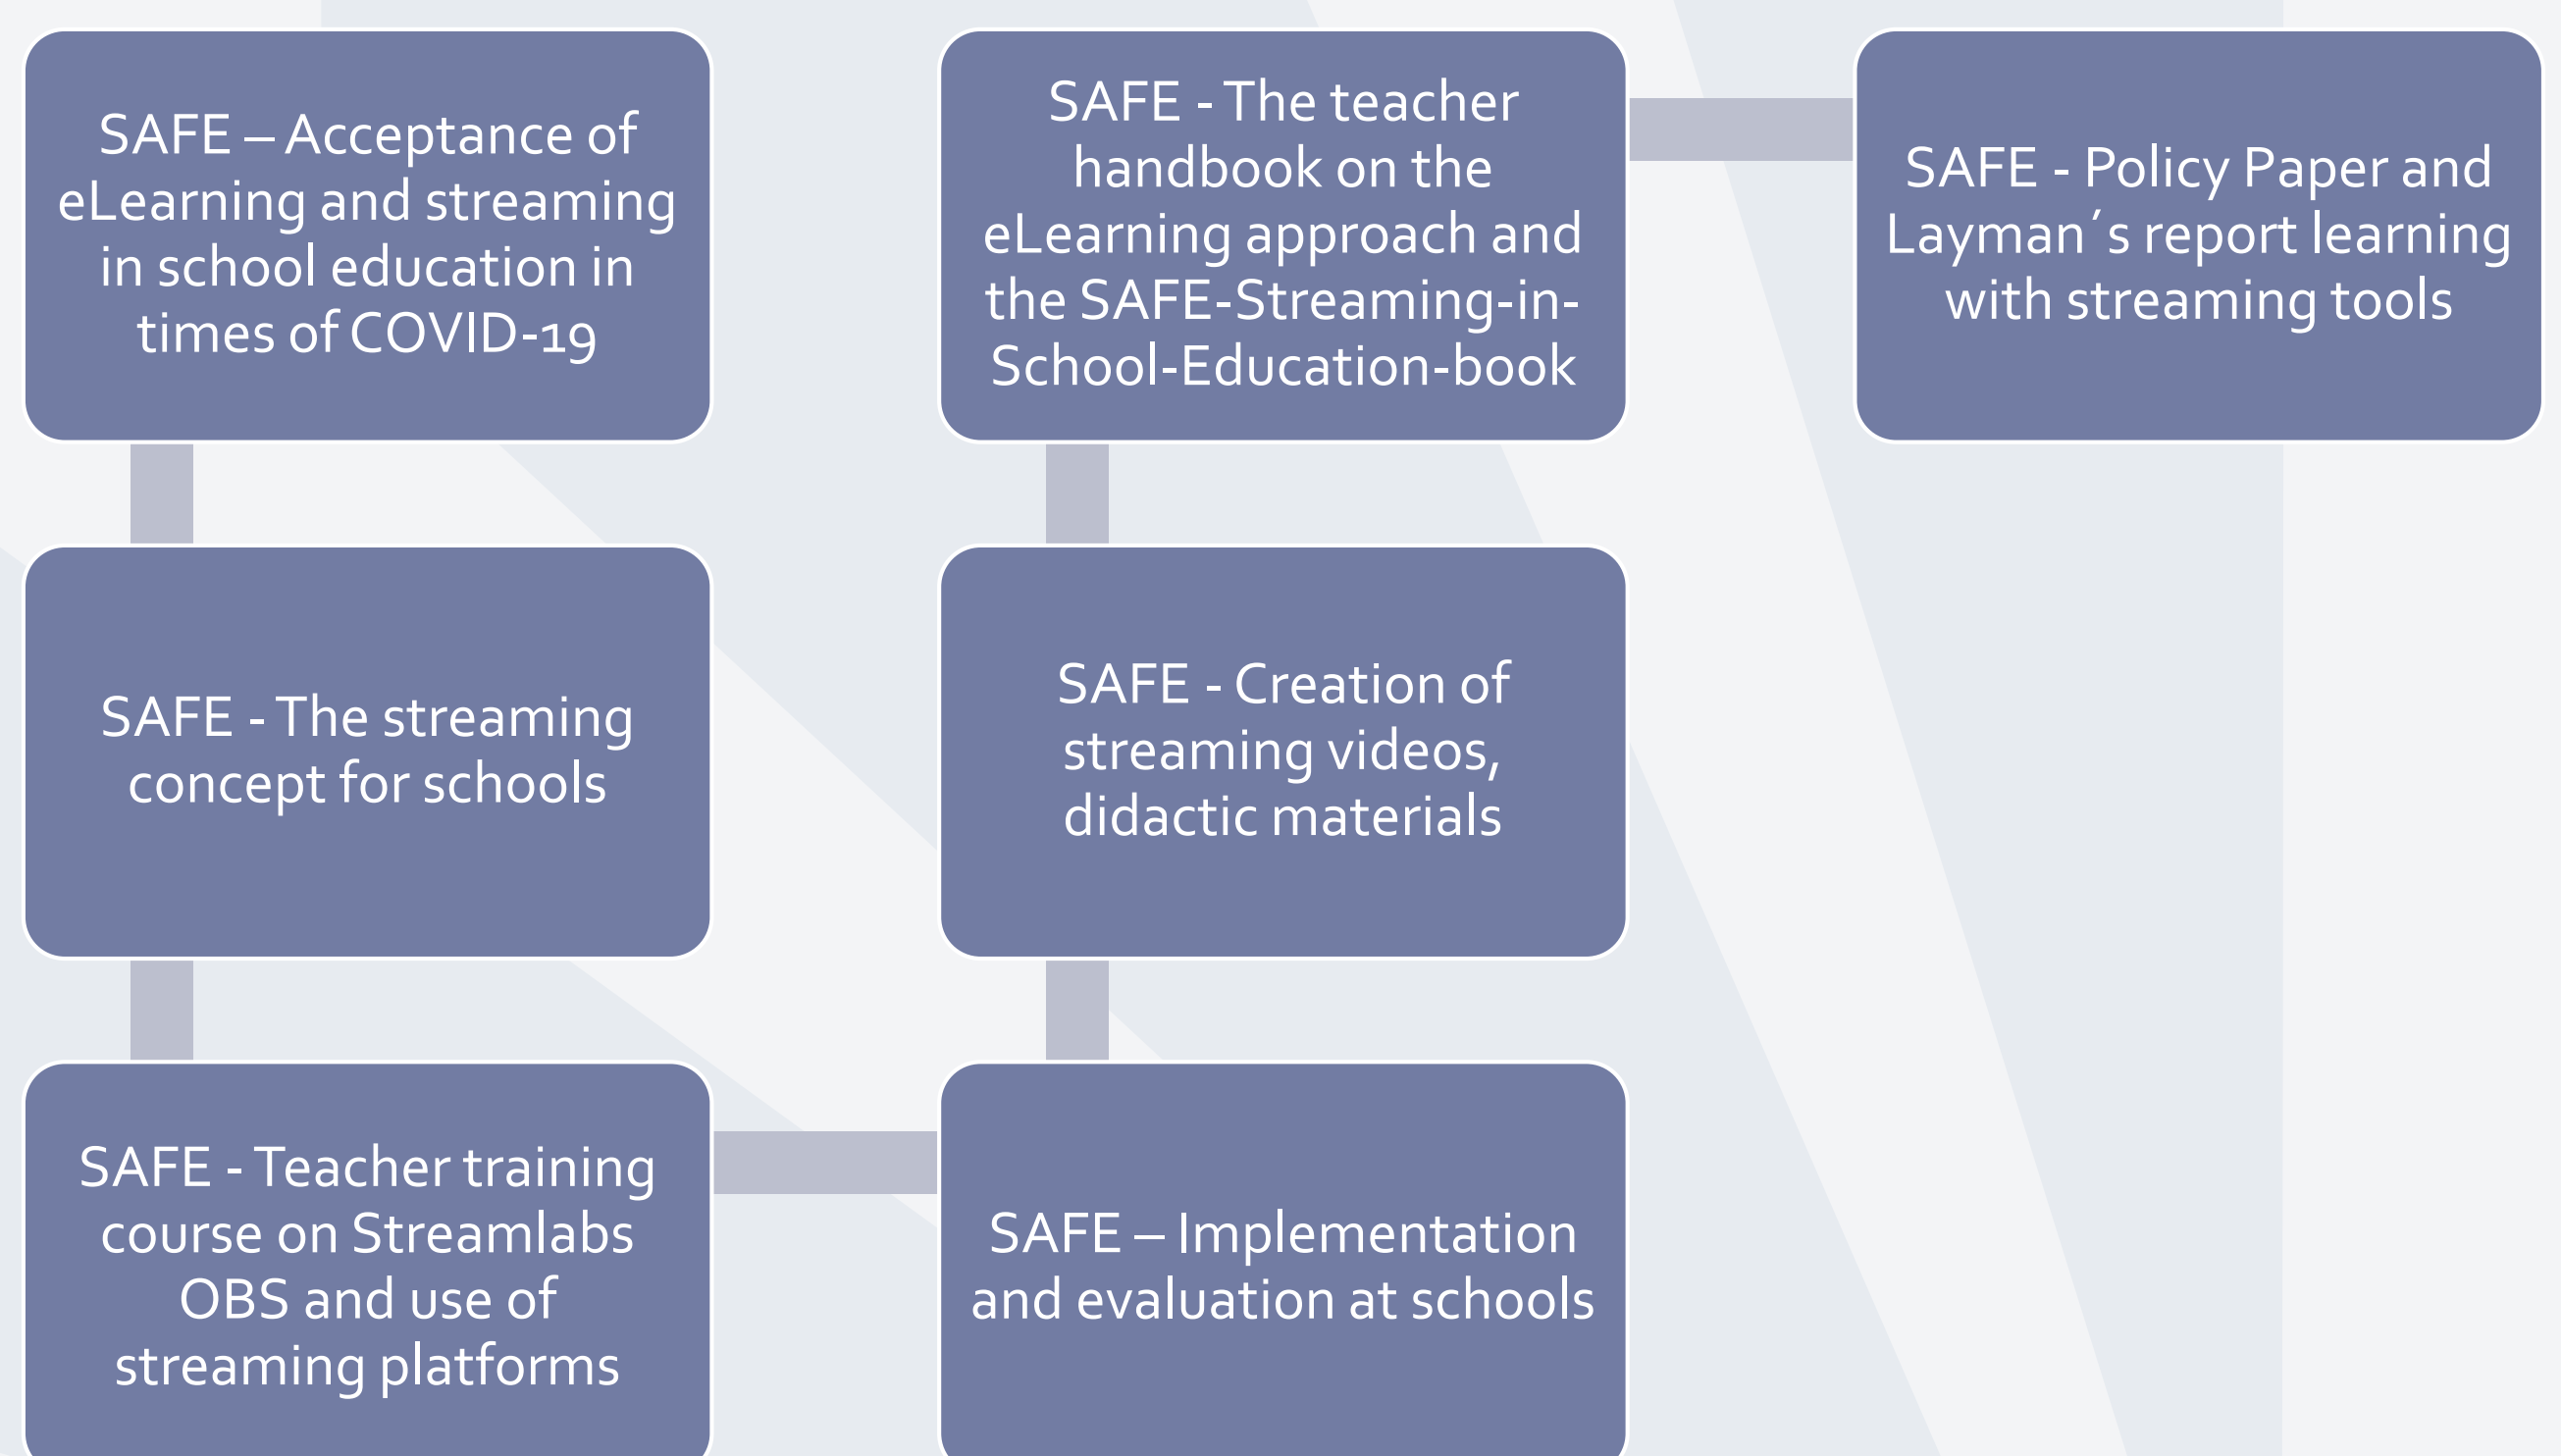 SAFE – Acceptance of
eLearning and streaming
in school education in
times of COVID-19
SAFE - The streaming
concept for schools
SAFE - Teacher training
course on Streamlabs
OBS and use of
streaming platforms
SAFE – Implementation
and evaluation at schools
SAFE - Creation of
streaming videos,
didactic materials
SAFE - The teacher
handbook on the
eLearning approach and
the SAFE-Streaming-in-
School-Education-book
SAFE - Policy Paper and
Layman´s report learning
with streaming tools